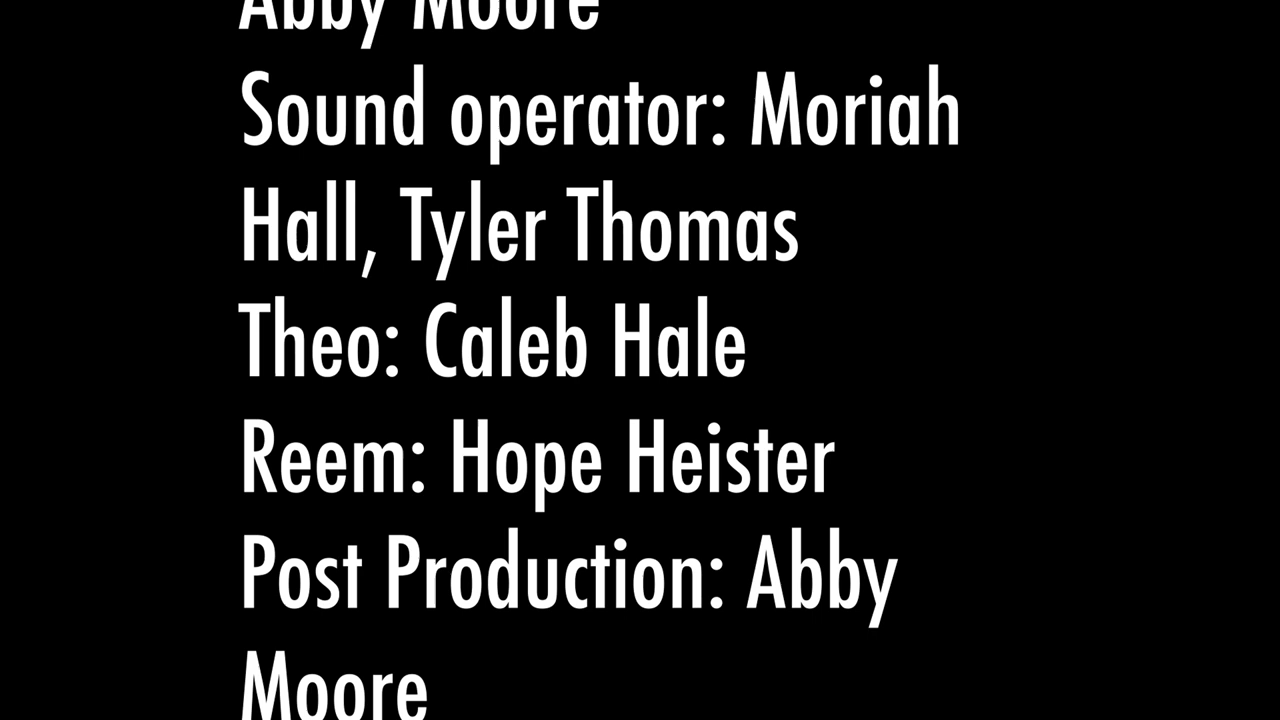 Abby Moore
Sound operator: Moriah
Hall, Tyler Thomas
Theo: Caleb Hale
Reem: Hope Heister
Post Production: Abby
Moore